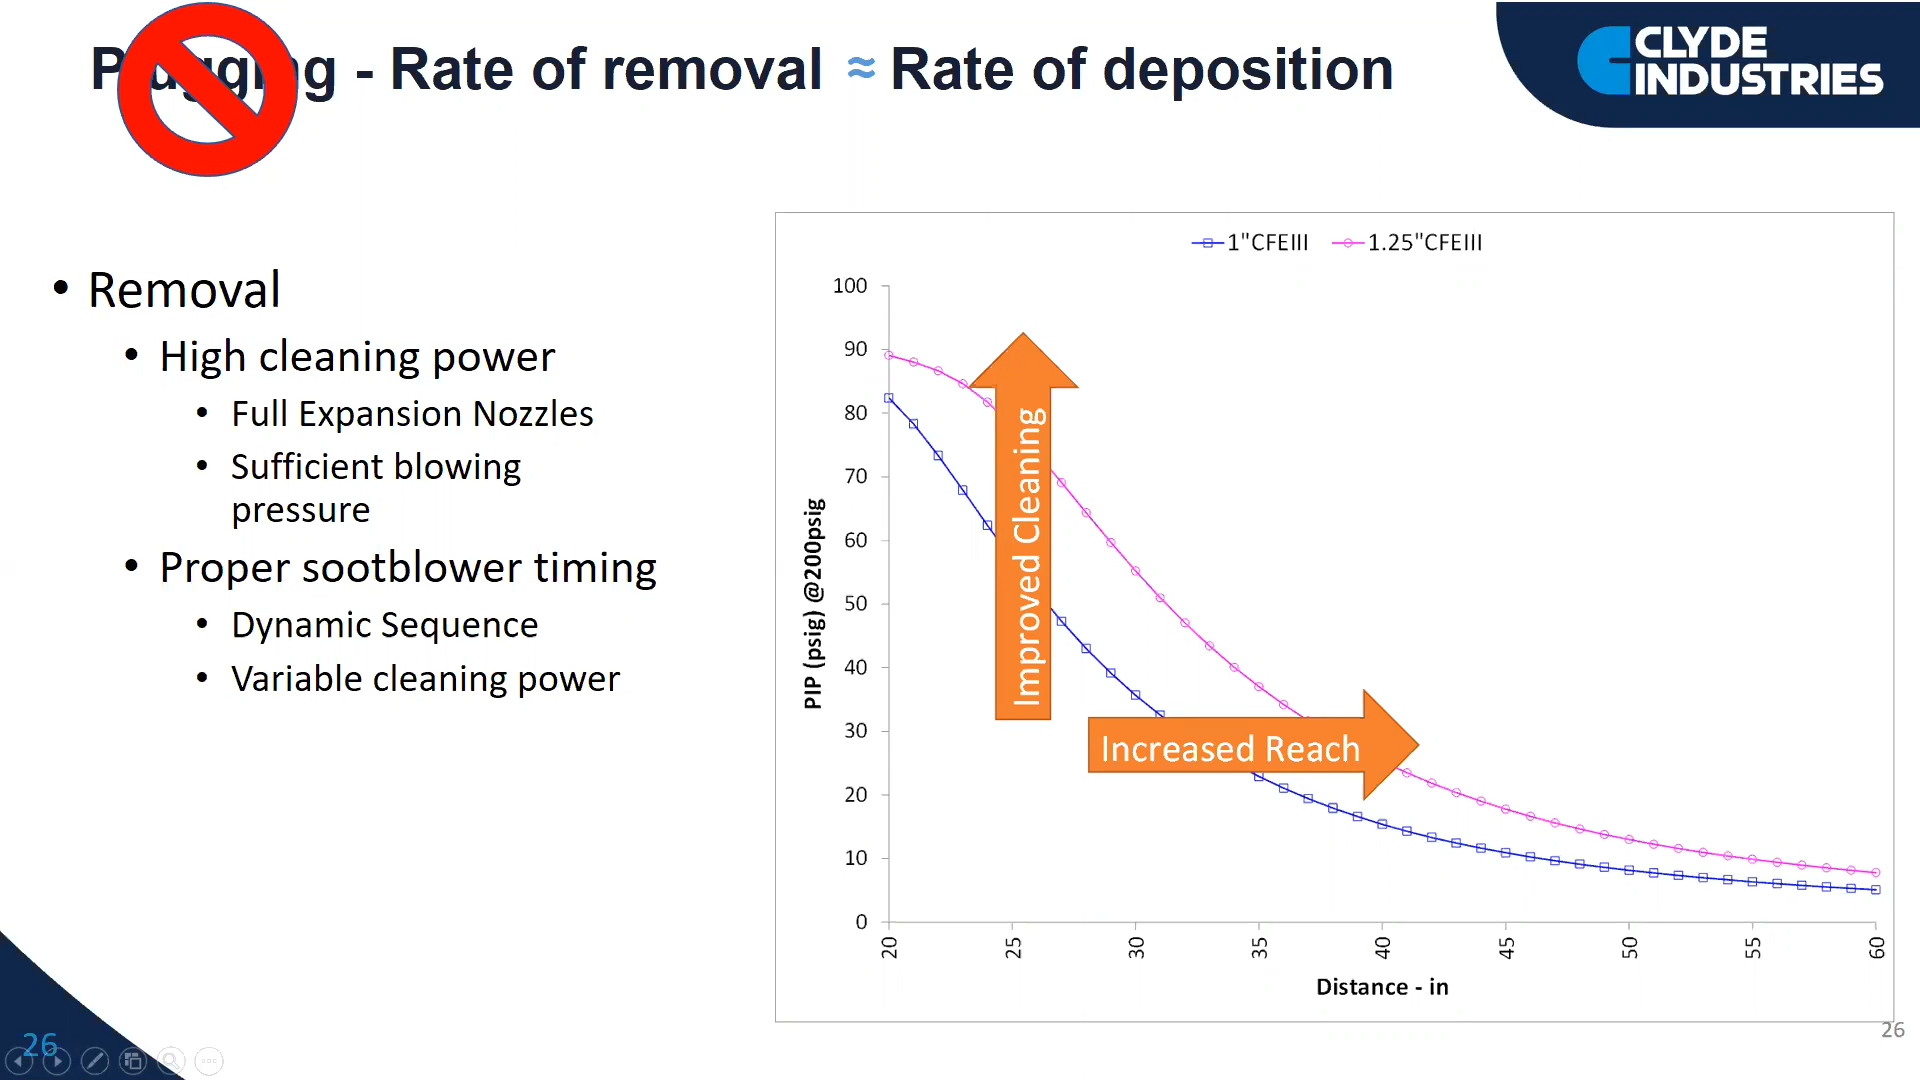 Plugging - Rate of removal ≈ Rate of deposition
CLYDE
INDUSTRIES
• Removal
• High cleaning power
• Full Expansion Nozzles
• Sufficient blowing
pressure
• Proper sootblower timing
• Dynamic Sequence
• Variable cleaning power
1"CFEIII 1.25"CFEIII
100
90
80
70
60
50
40
30
20
10
0
PIP (psig) @200psig
Improved Cleaning
Increased Reach
20 25 30 35 40 45 50 55 60
Distance - in
26
26